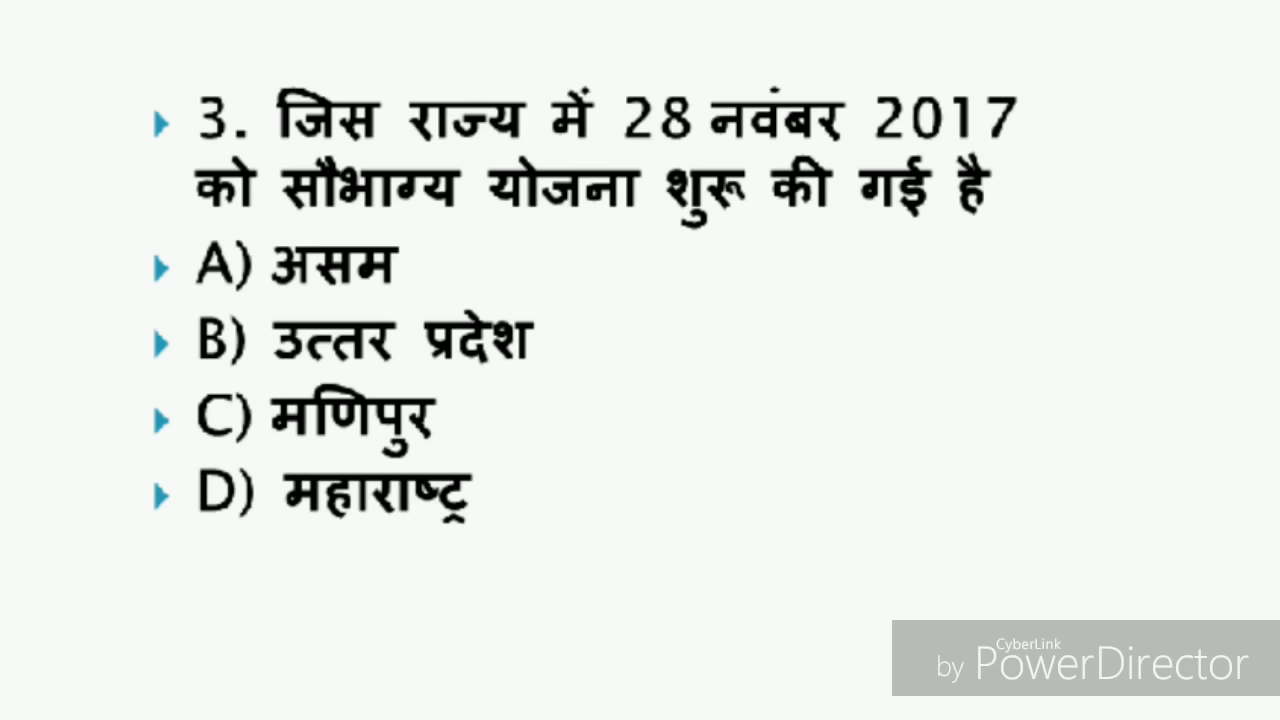 3. जिस राज्य में 28 नवंबर 2017
को सौभाग्य योजना शुरू की गई है
A) असम
B) उत्तर प्रदेश
C) मणिपुर
D) महाराष्ट्र
CyberLink
by PowerDirector